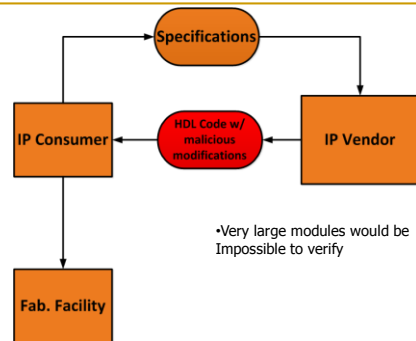 Specifications
IP Consumer
HDL Code w/
malicious
modifications
IP Vendor
•Very large modules would be
Impossible to verify
Fab. Facility